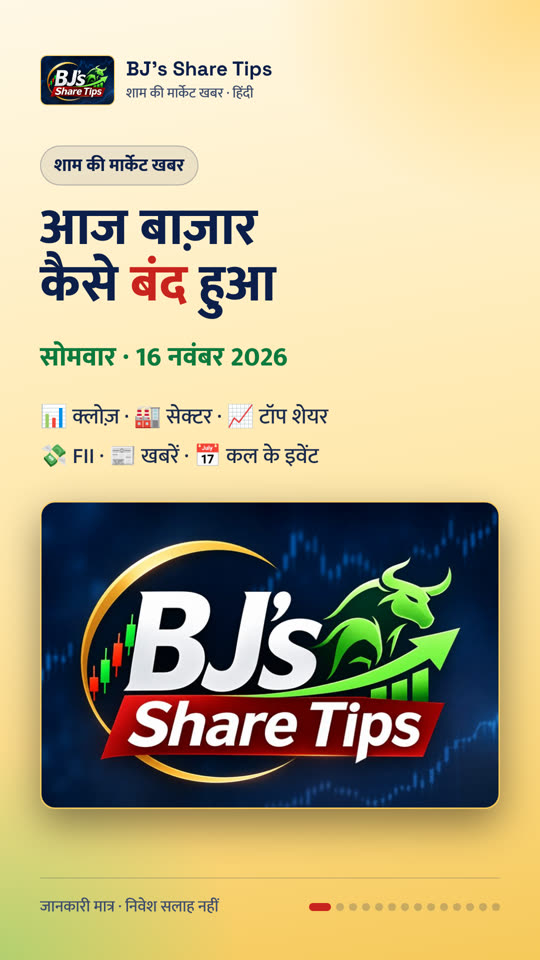 BJ's Share Tips
BJ's Share Tips
शाम की मार्केट खबर · हिंदी
शाम की मार्केट खबर
आज बाज़ार
कैसे बंद हुआ
सोमवार · 16 नवंबर 2026
📊 क्लोज़ · 🏭 सेक्टर · 📈 टॉप शेयर
💸 FII · 📰 खबरें · 📅 कल के इवेंट
BJ's
Share Tips
जानकारी मात्र · निवेश सलाह नहीं